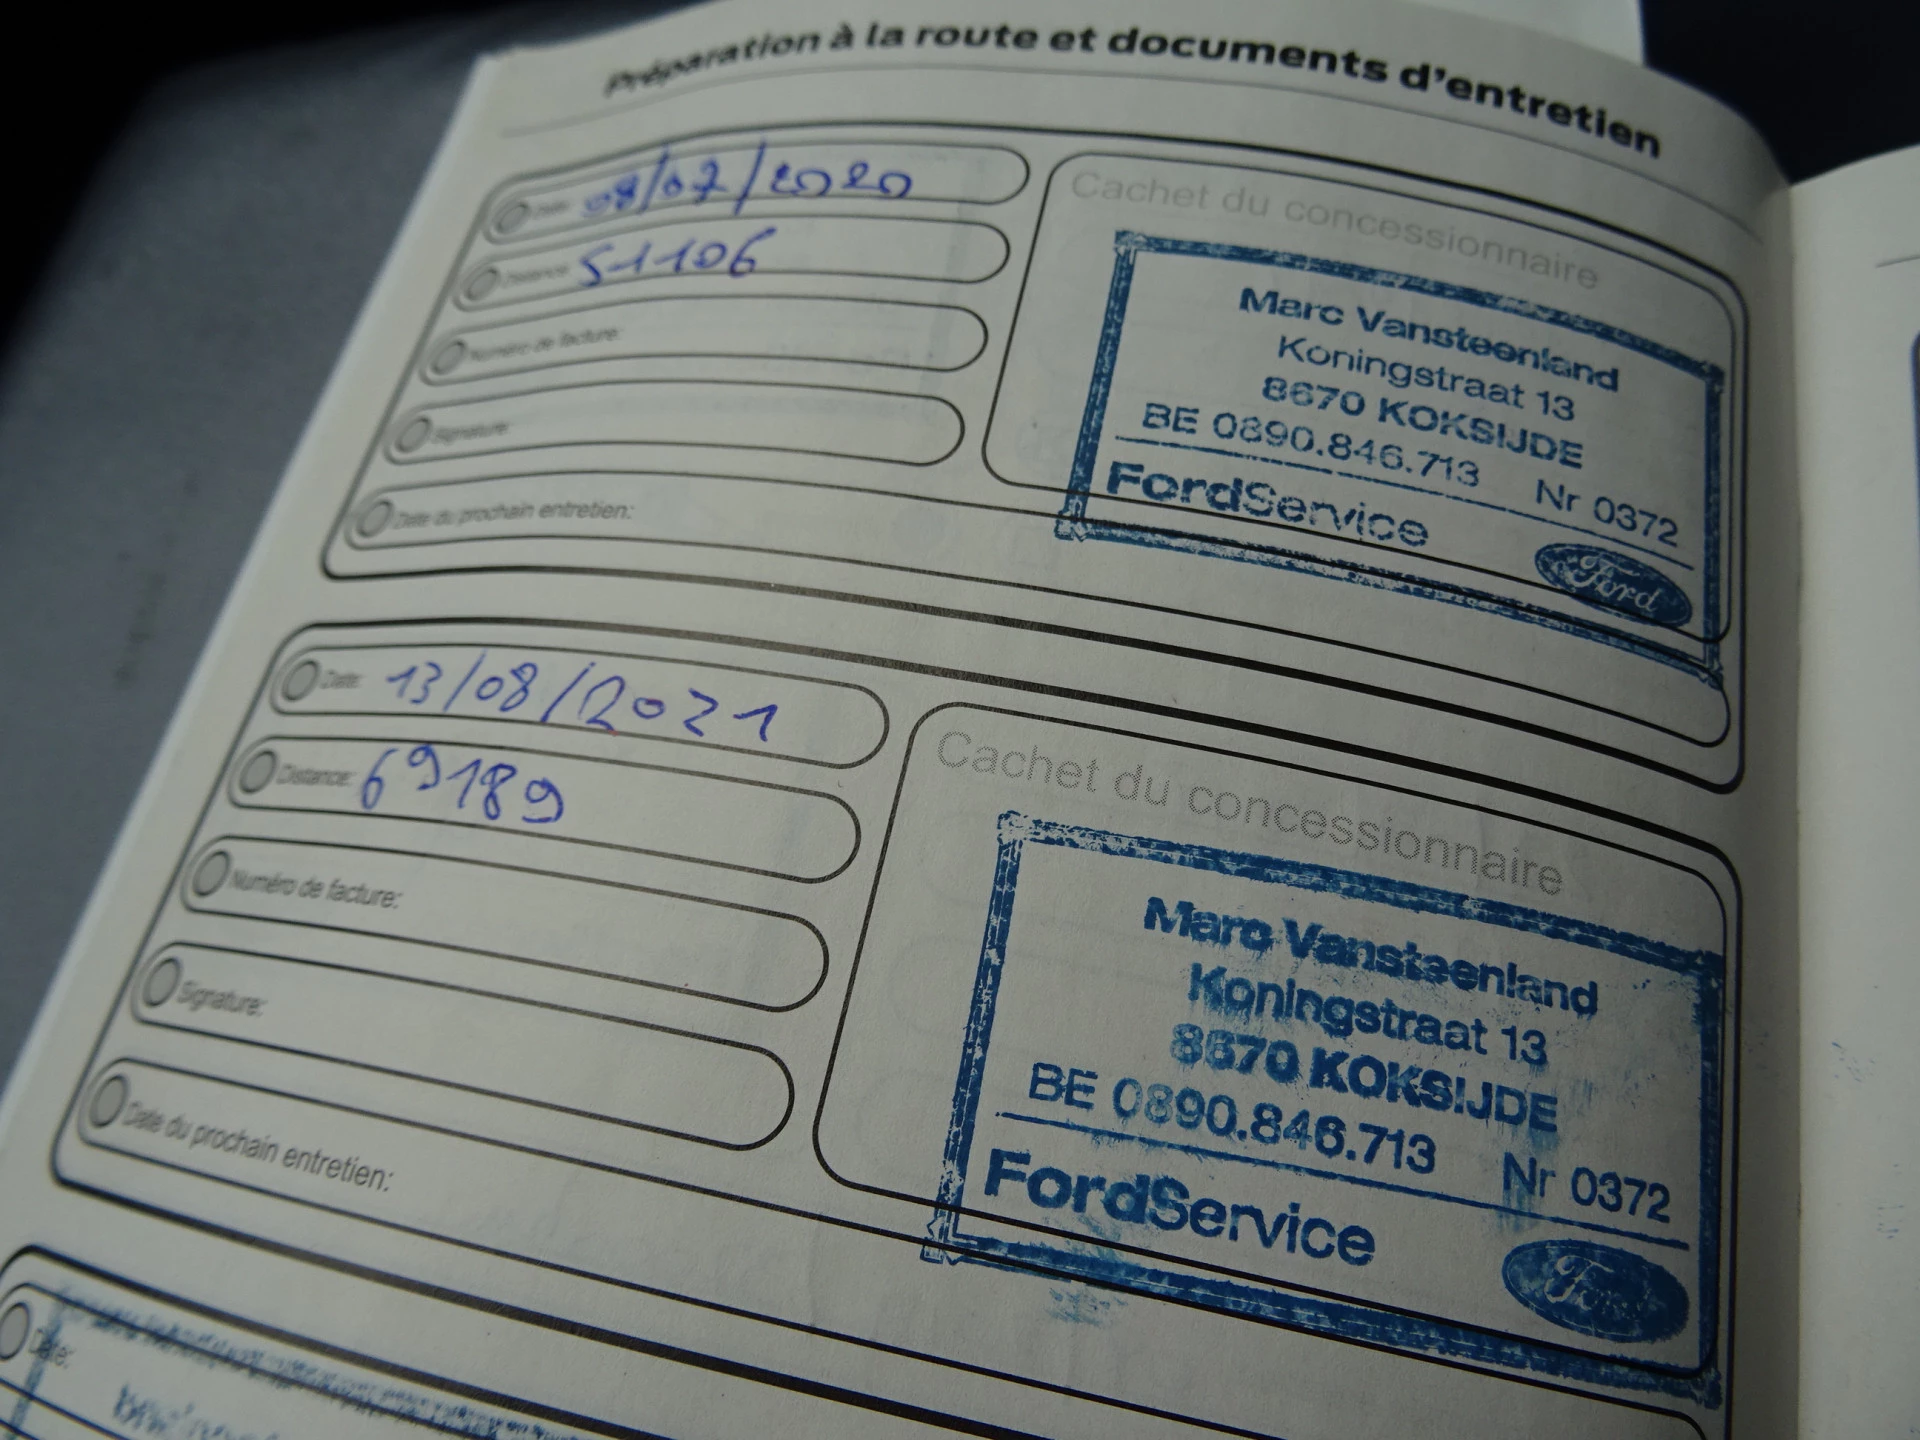 Préparation à la route et documents d'entretien
Date: 08/07/2020
Distance: 51106
Numéro de facture:
Signature:
Date du prochain entretien:
Cachet du concessionnaire
Marc Vansteenland
Koningstraat 13
8670 KOKSIJDE
BE 0890.846.713 Nr 0372
FordService
Ford
Date: 13/08/2021
Distance: 69189
Numéro de facture:
Signature:
Date du prochain entretien:
Cachet du concessionnaire
Marc Vansteenland
Koningstraat 13
8670 KOKSIJDE
BE 0890.846.713 Nr 0372
FordService
Ford
Date: